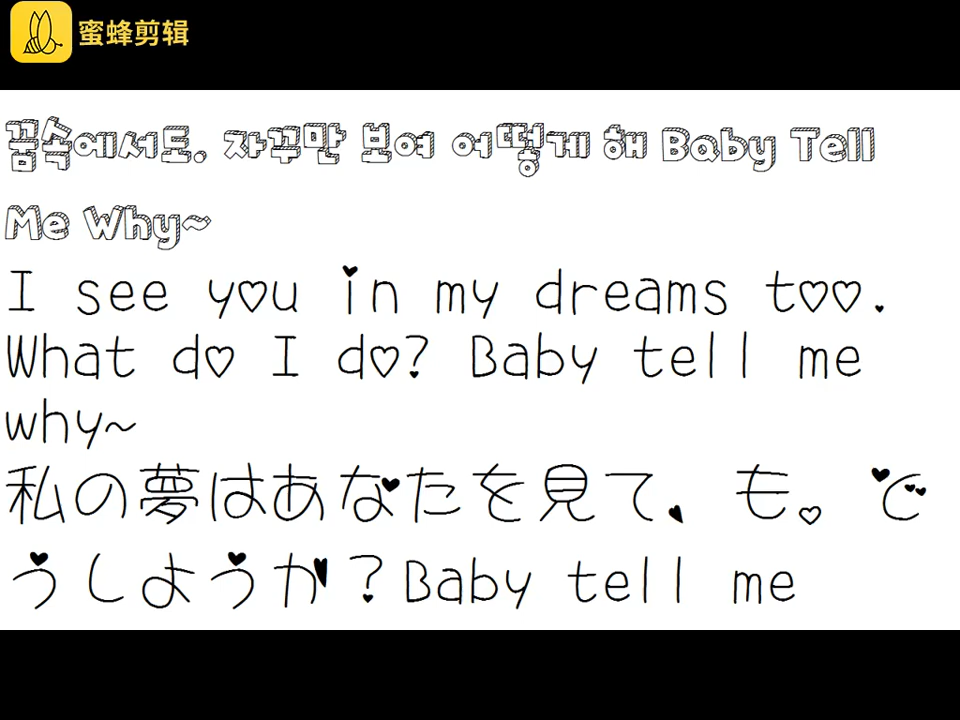 蜜蜂剪辑
꿈속에서도. 자꾸만 보여 어떻게 해 Baby Tell
Me Why~
I see you in my dreams too.
What do I do? Baby tell me
why~
私の夢はあなたを見て、も。ど
うしようか？Baby tell me